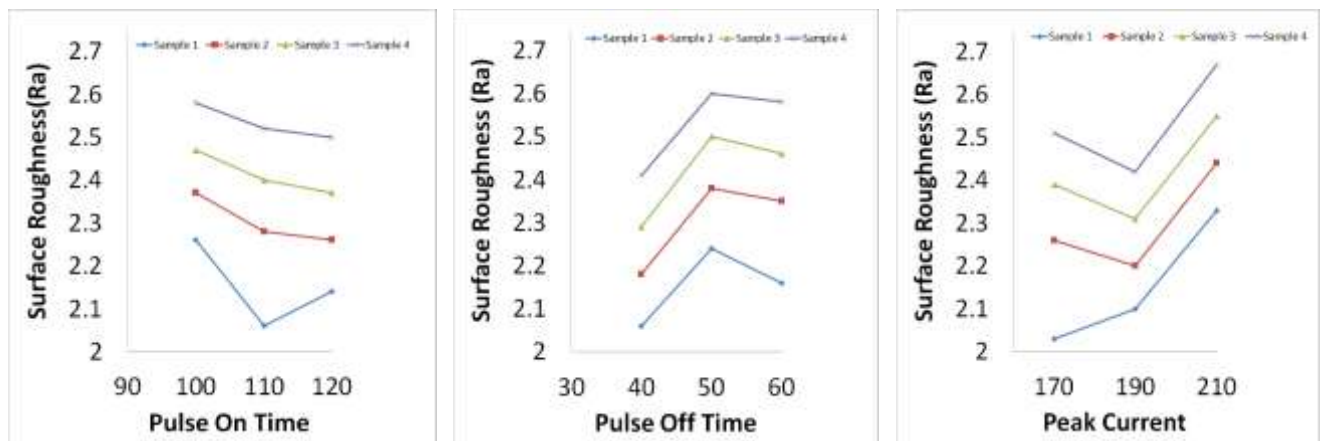 Sample 1 Sample 2 Sample 3 Sample 4
Surface Roughness(Ra)
2.7
2.6
2.5
2.4
2.3
2.2
2.1
2
90 100 110 120
Pulse On Time
Sample 1 Sample 2 Sample 3 Sample 4
Surface Roughness (Ra)
2.7
2.6
2.5
2.4
2.3
2.2
2.1
2
30 40 50 60
Pulse Off Time
Sample 1 Sample 2 Sample 3 Sample 4
Surface Roughness (Ra)
2.7
2.6
2.5
2.4
2.3
2.2
2.1
2
170 190 210
Peak Current